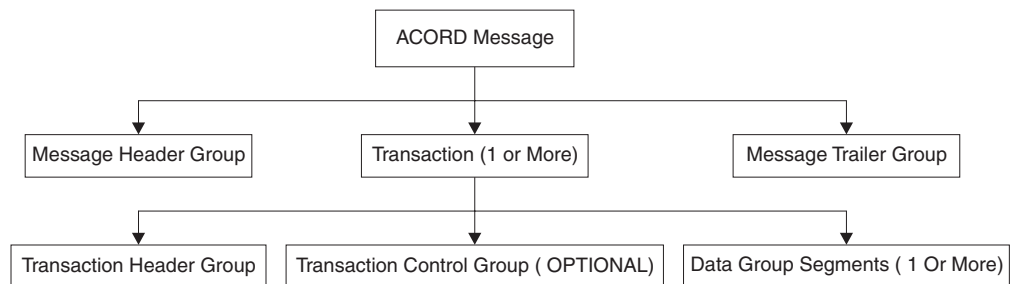 ACORD Message
Message Header Group
Transaction (1 or More)
Message Trailer Group
Transaction Header Group
Transaction Control Group ( OPTIONAL)
Data Group Segments ( 1 Or More)